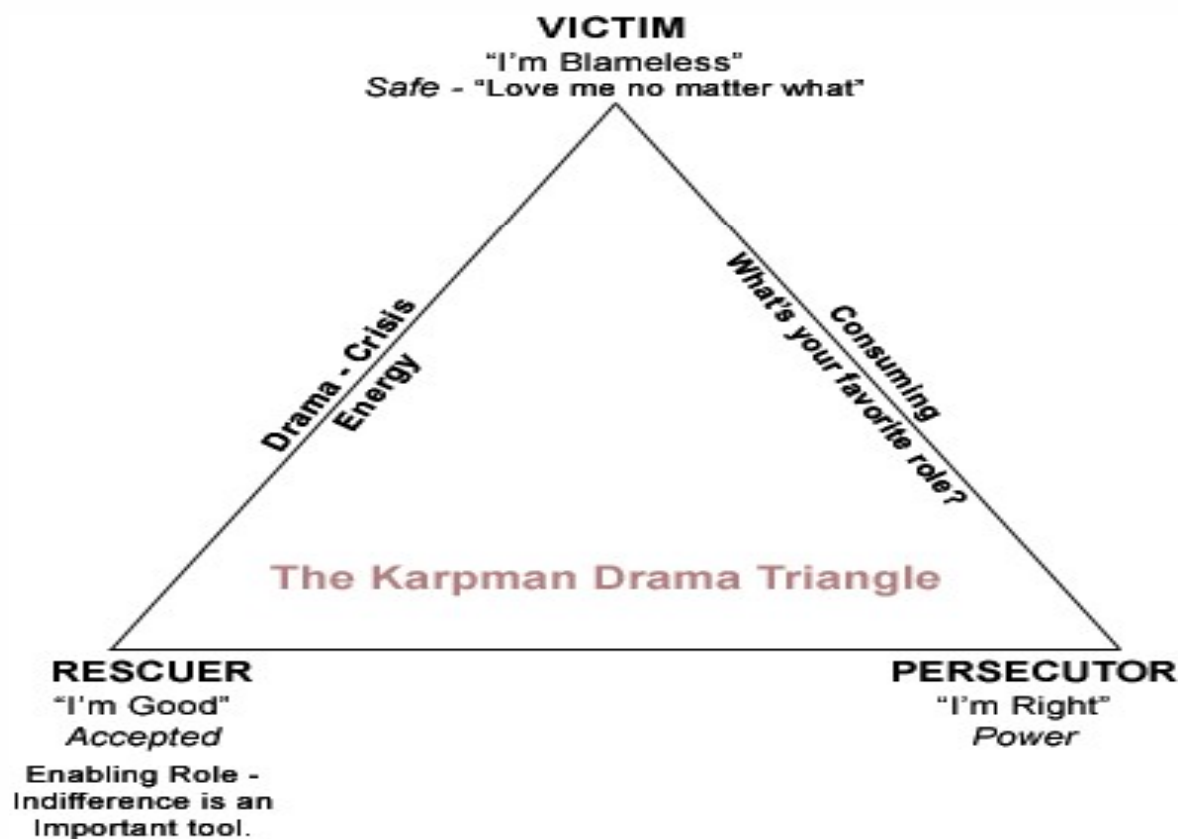 VICTIM
“I’m Blameless”
Safe - “Love me no matter what”
Drama - Crisis
Energy
Consuming
What’s your favorite role?
The Karpman Drama Triangle
RESCUER
“I’m Good”
Accepted
Enabling Role -
Indifference is an
Important tool.
PERSECUTOR
“I’m Right”
Power